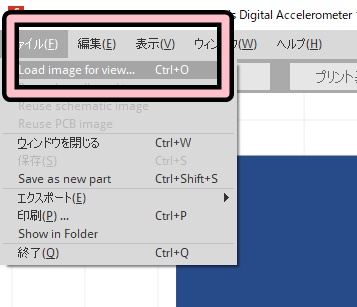 s Digital Accelerometer
ァイル(F) 編集(E) 表示(V) ウィンドウ(W) ヘルプ(H)
Load image for view... Ctrl+O
プリント
Reuse schematic image
Reuse PCB image
ウィンドウを閉じる Ctrl+W
保存(S) Ctrl+S
Save as new part Ctrl+Shift+S
エクスポート(E)
印刷(P) ... Ctrl+P
Show in Folder
終了(Q) Ctrl+Q